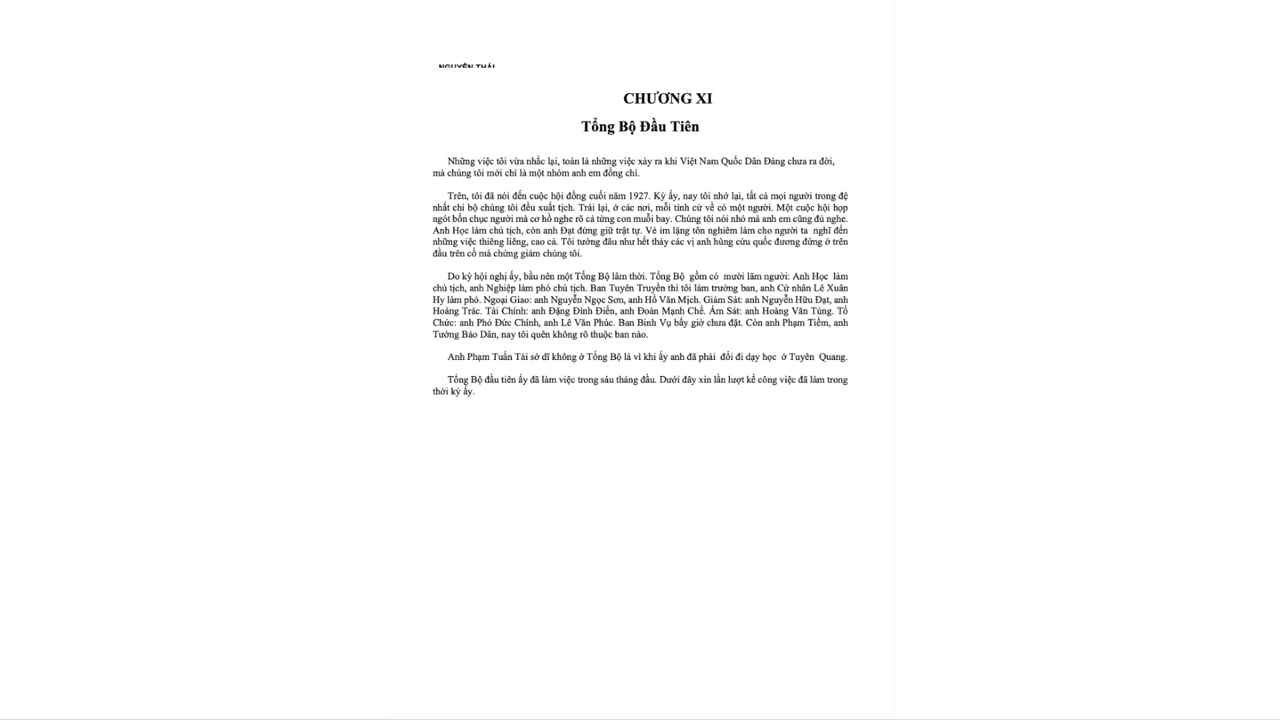 NGUYỄN THÁI
CHƯƠNG XI
Tổng Bộ Đầu Tiên
Những việc tôi vừa nhắc lại, toàn là những việc xảy ra khi Việt Nam Quốc Dân Đảng chưa ra đời,
mà chúng tôi mới chỉ là một nhóm anh em đồng chí.
Trên, tôi đã nói đến cuộc hội đồng cuối năm 1927. Kỳ ấy, nay tôi nhớ lại, tất cả mọi người trong đệ
nhất chi bộ chúng tôi đều xuất tịch. Trái lại, ở các nơi, mỗi tỉnh cử về có một người. Một cuộc hội họp
ngót bốn chục người mà cơ hồ nghe rõ cả từng con muỗi bay. Chúng tôi nói nhỏ mà anh em cũng đủ nghe.
Anh Học làm chủ tịch, còn anh Đạt đứng giữ trật tự. Vẻ im lặng tôn nghiêm làm cho người ta nghĩ đến
những việc thiêng liêng, cao cả. Tôi tưởng đâu như hết thảy các vị anh hùng cứu quốc đương đứng ở trên
đầu trên cổ mà chứng giám chúng tôi.
Do kỳ hội nghị ấy, bầu nên một Tổng Bộ lâm thời. Tổng Bộ gồm có mười lăm người: Anh Học làm
chủ tịch, anh Nghiệp làm phó chủ tịch. Ban Tuyên Truyền thì tôi làm trưởng ban, anh Cử nhân Lê Xuân
Hy làm phó. Ngoại Giao: anh Nguyễn Ngọc Sơn, anh Hồ Văn Mịch. Giám Sát: anh Nguyễn Hữu Đạt, anh
Hoàng Trác. Tài Chính: anh Đặng Đình Điển, anh Đoàn Mạnh Chế. Ám Sát: anh Hoàng Văn Tùng. Tổ
Chức: anh Phó Đức Chính, anh Lê Văn Phúc. Ban Binh Vụ bấy giờ chưa đặt. Còn anh Phạm Tiềm, anh
Tưởng Bảo Dân, nay tôi quên không rõ thuộc ban nào.
Anh Phạm Tuấn Tài sở dĩ không ở Tổng Bộ là vì khi ấy anh đã phải đổi đi dạy học ở Tuyên Quang.
Tổng Bộ đầu tiên ấy đã làm việc trong sáu tháng đầu. Dưới đây xin lần lượt kể công việc đã làm trong
thời kỳ ấy.